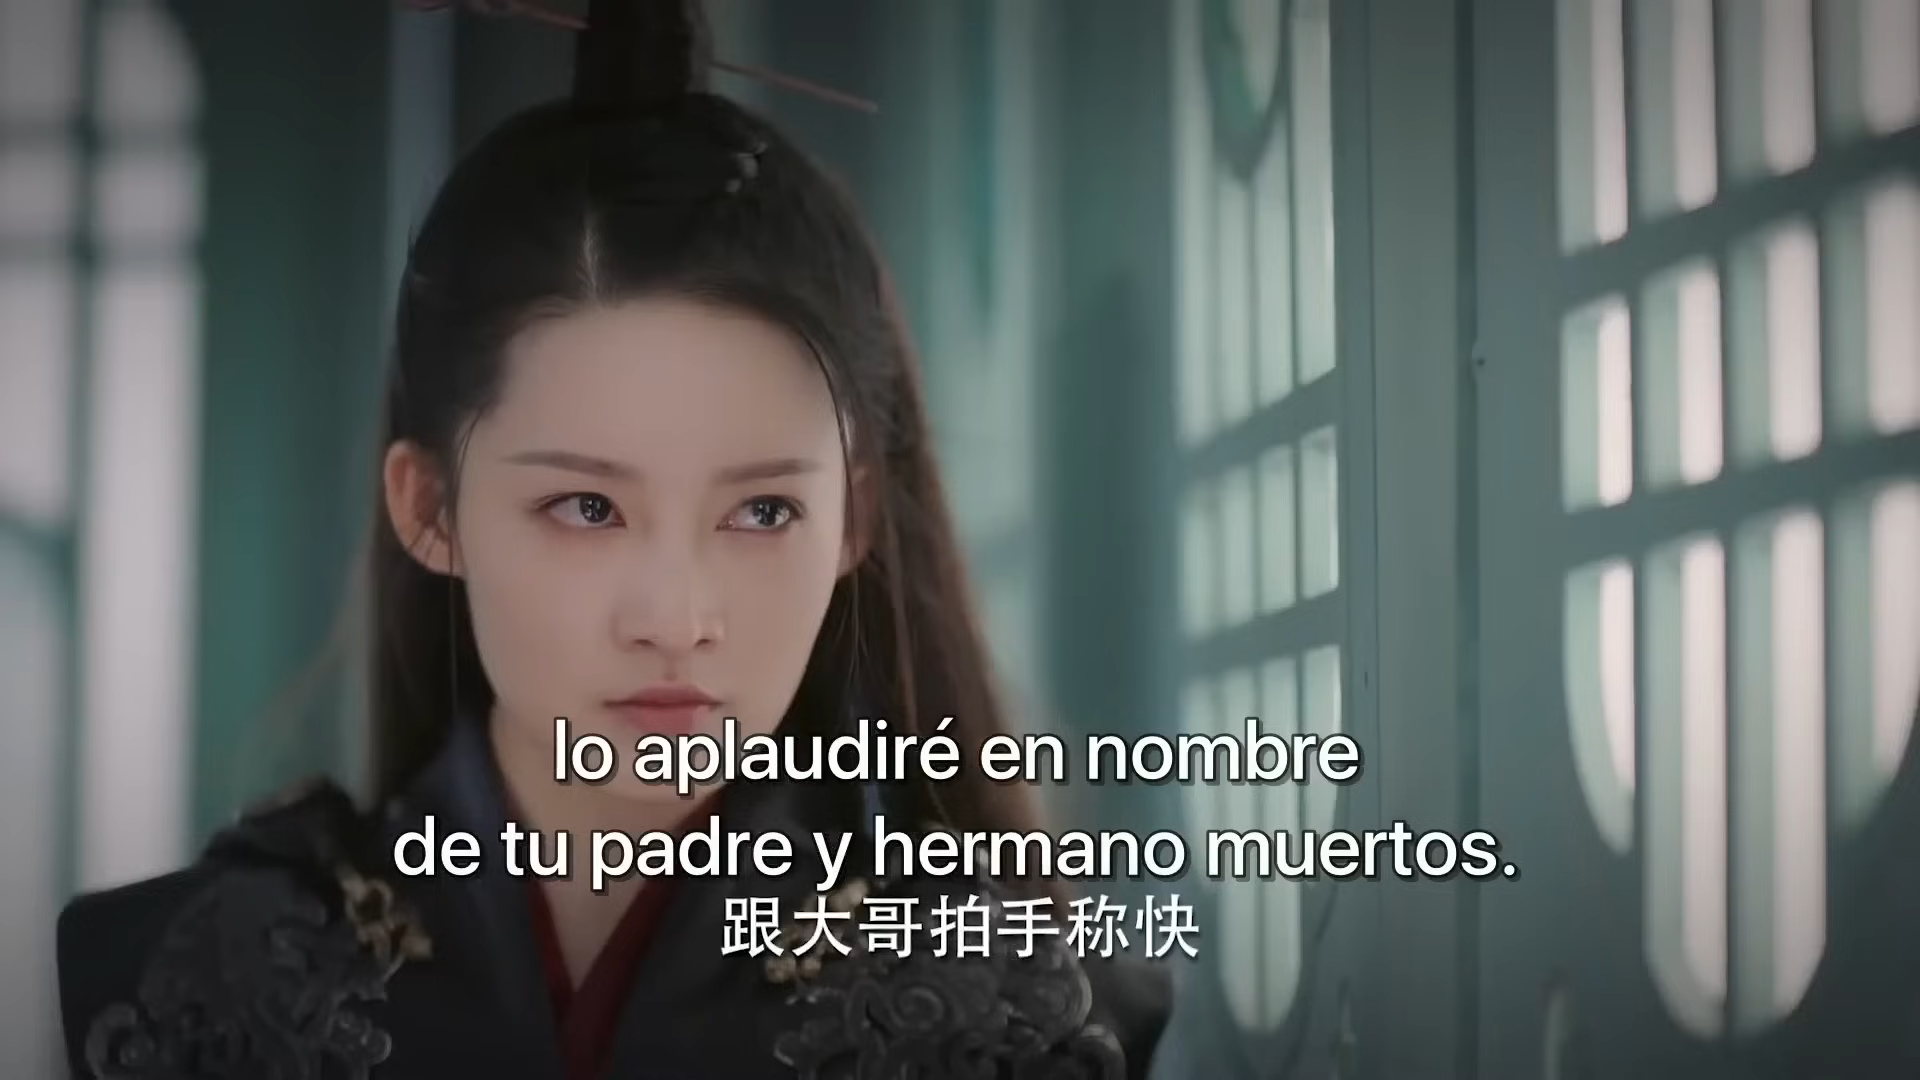 lo aplaudiré en nombre
de tu padre y hermano muertos.
跟大哥拍手称快